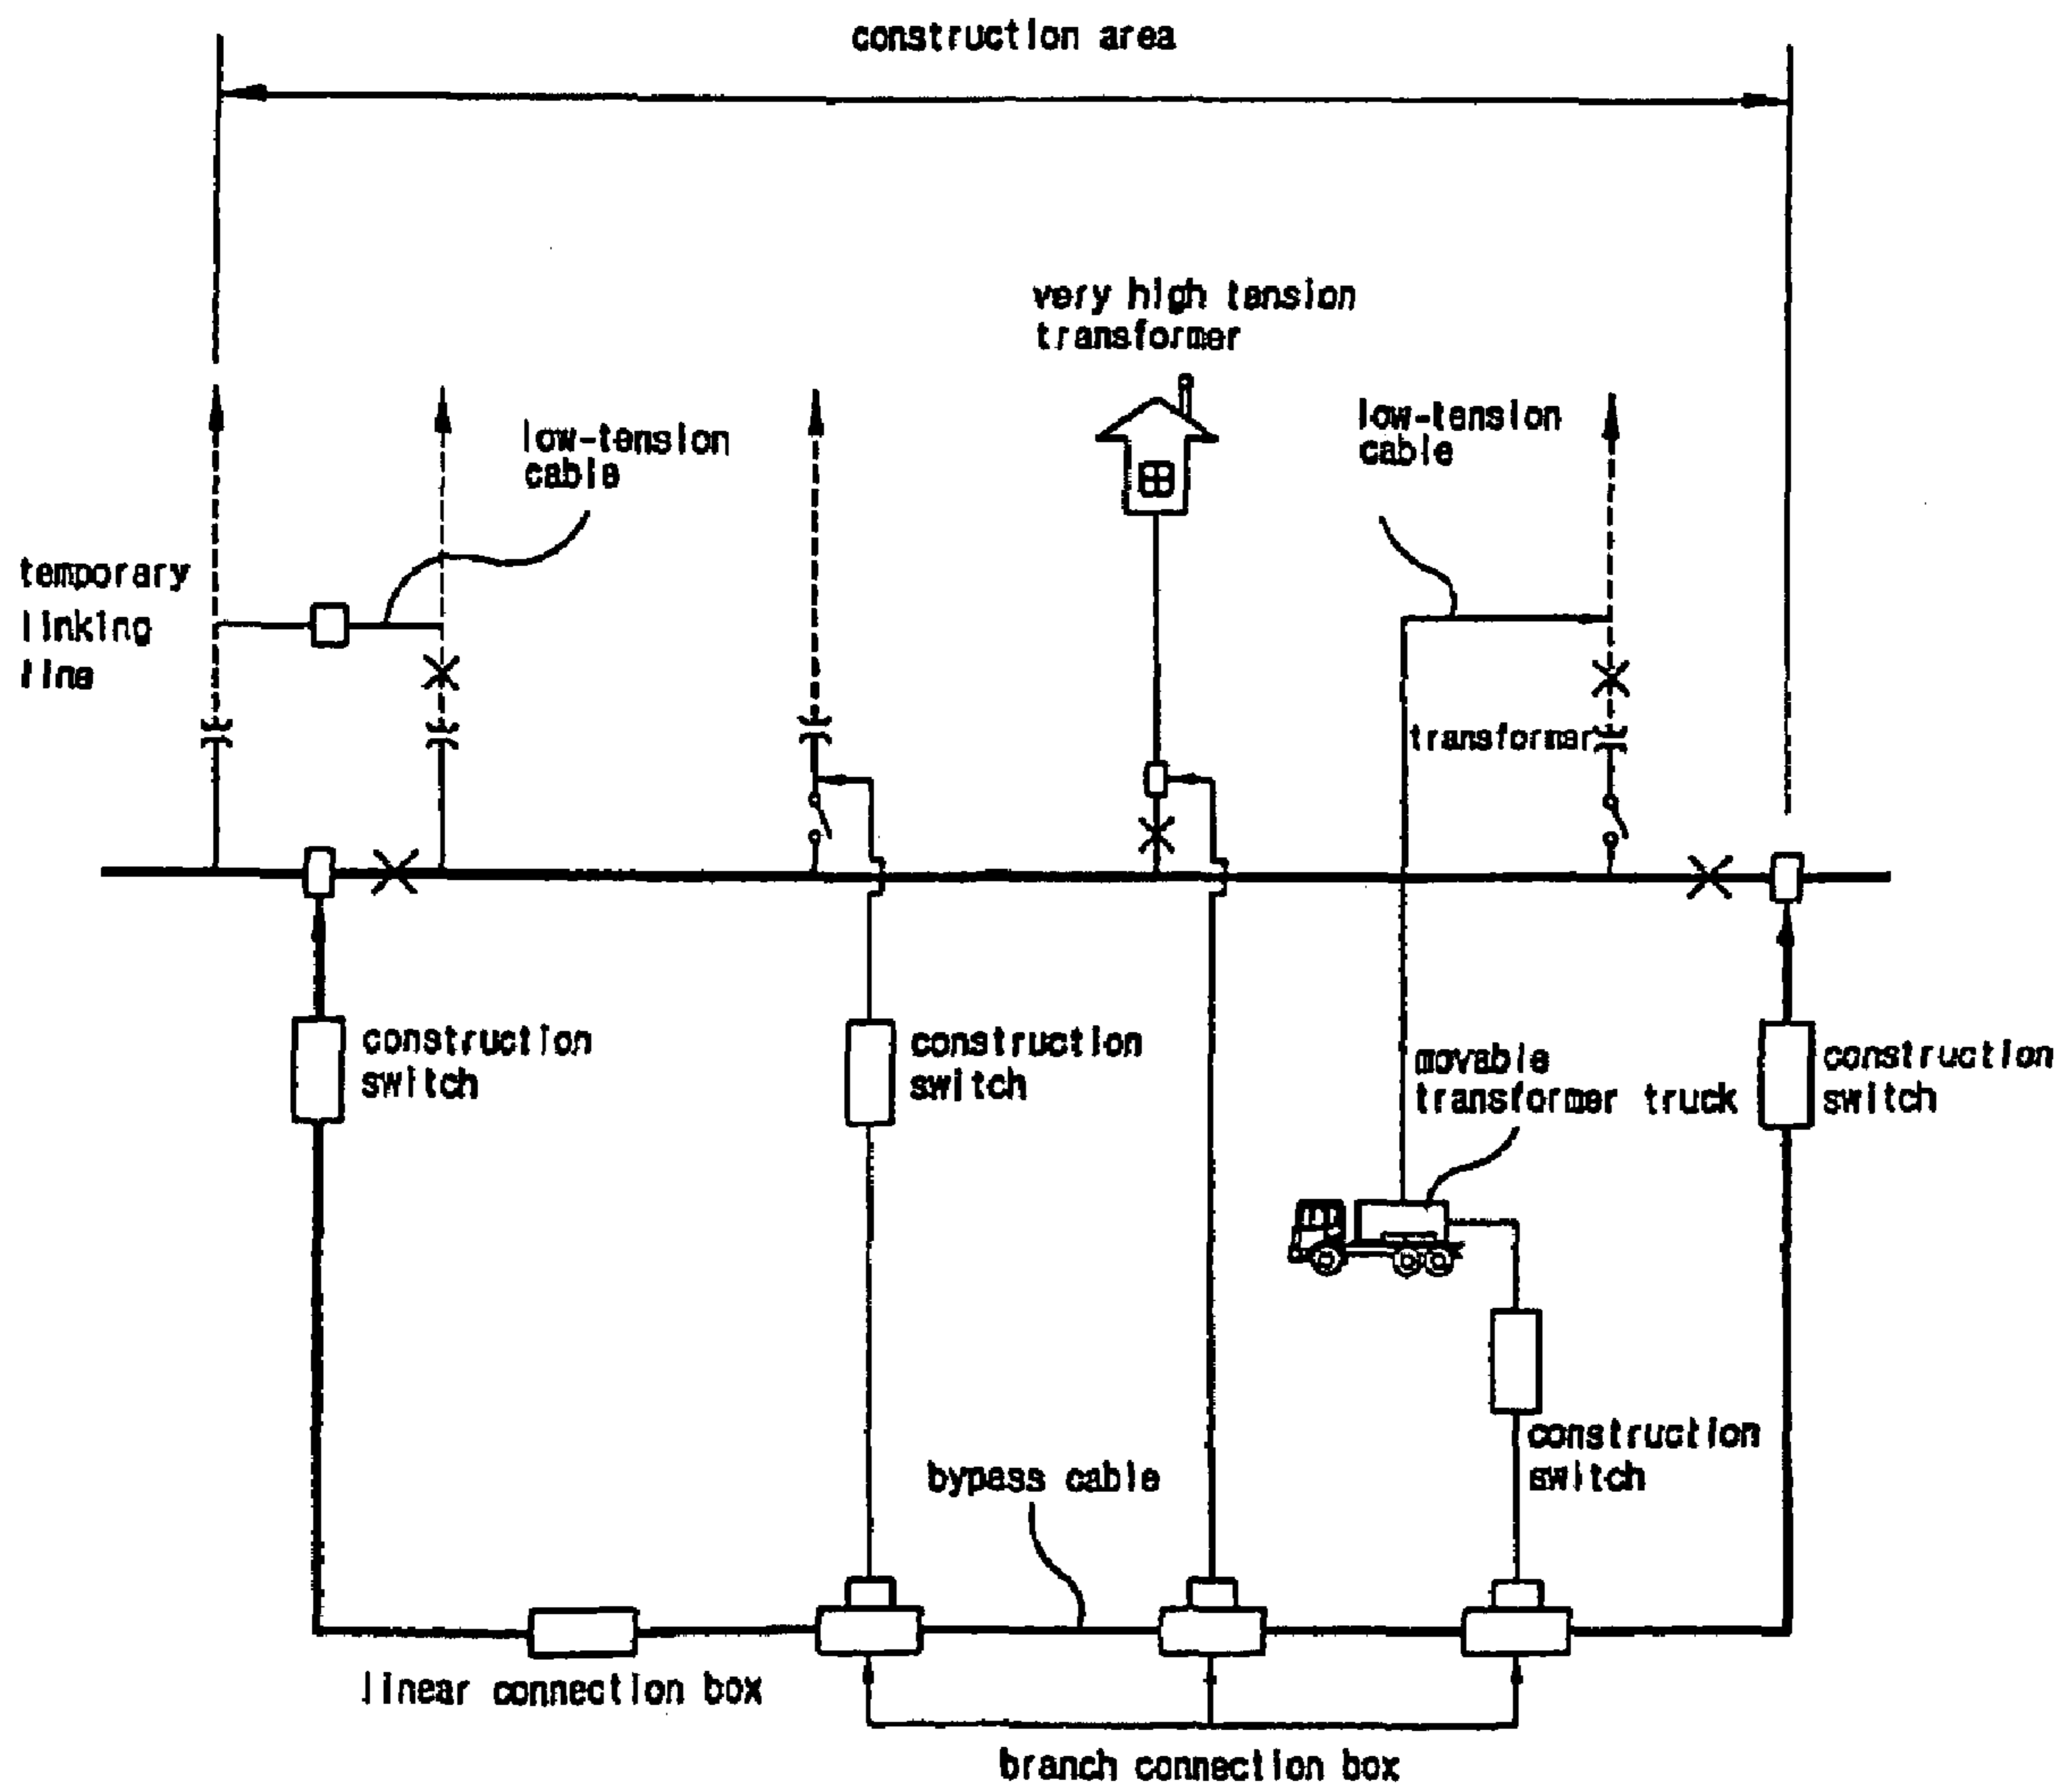 construction area
very high tension
transformer
low-tension
cable
low-tension
cable
temporary
linking
line
transformer
construction
switch
construction
switch
movable
transformer truck
construction
switch
construction
switch
bypass cable
linear connection box
branch connection box